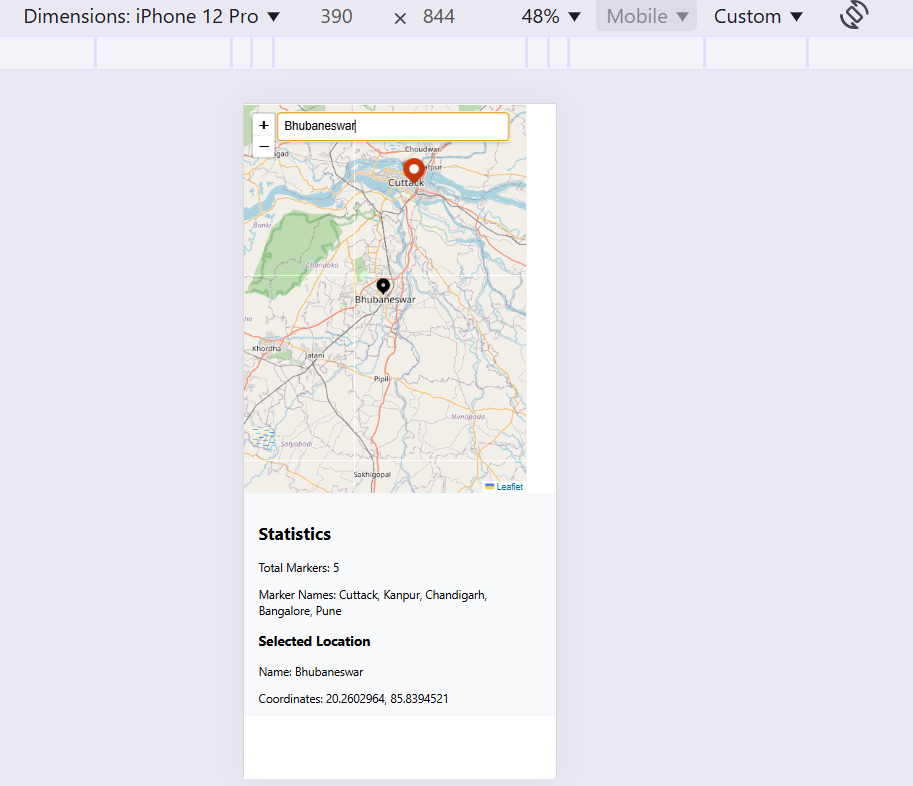 Dimensions: iPhone 12 Pro ▼ 390 × 844 48% ▼ Mobile ▼ Custom ▼
+ Bhubaneswar
−
Choudwar
Cuttack
Banki
Chandaka
Bhubaneswar
Khordha
Jatani
Pipili
Nimapada
Satyabadi
Sakhigopal
Leaflet
Statistics
Total Markers: 5
Marker Names: Cuttack, Kanpur, Chandigarh,
Bangalore, Pune
Selected Location
Name: Bhubaneswar
Coordinates: 20.2602964, 85.8394521